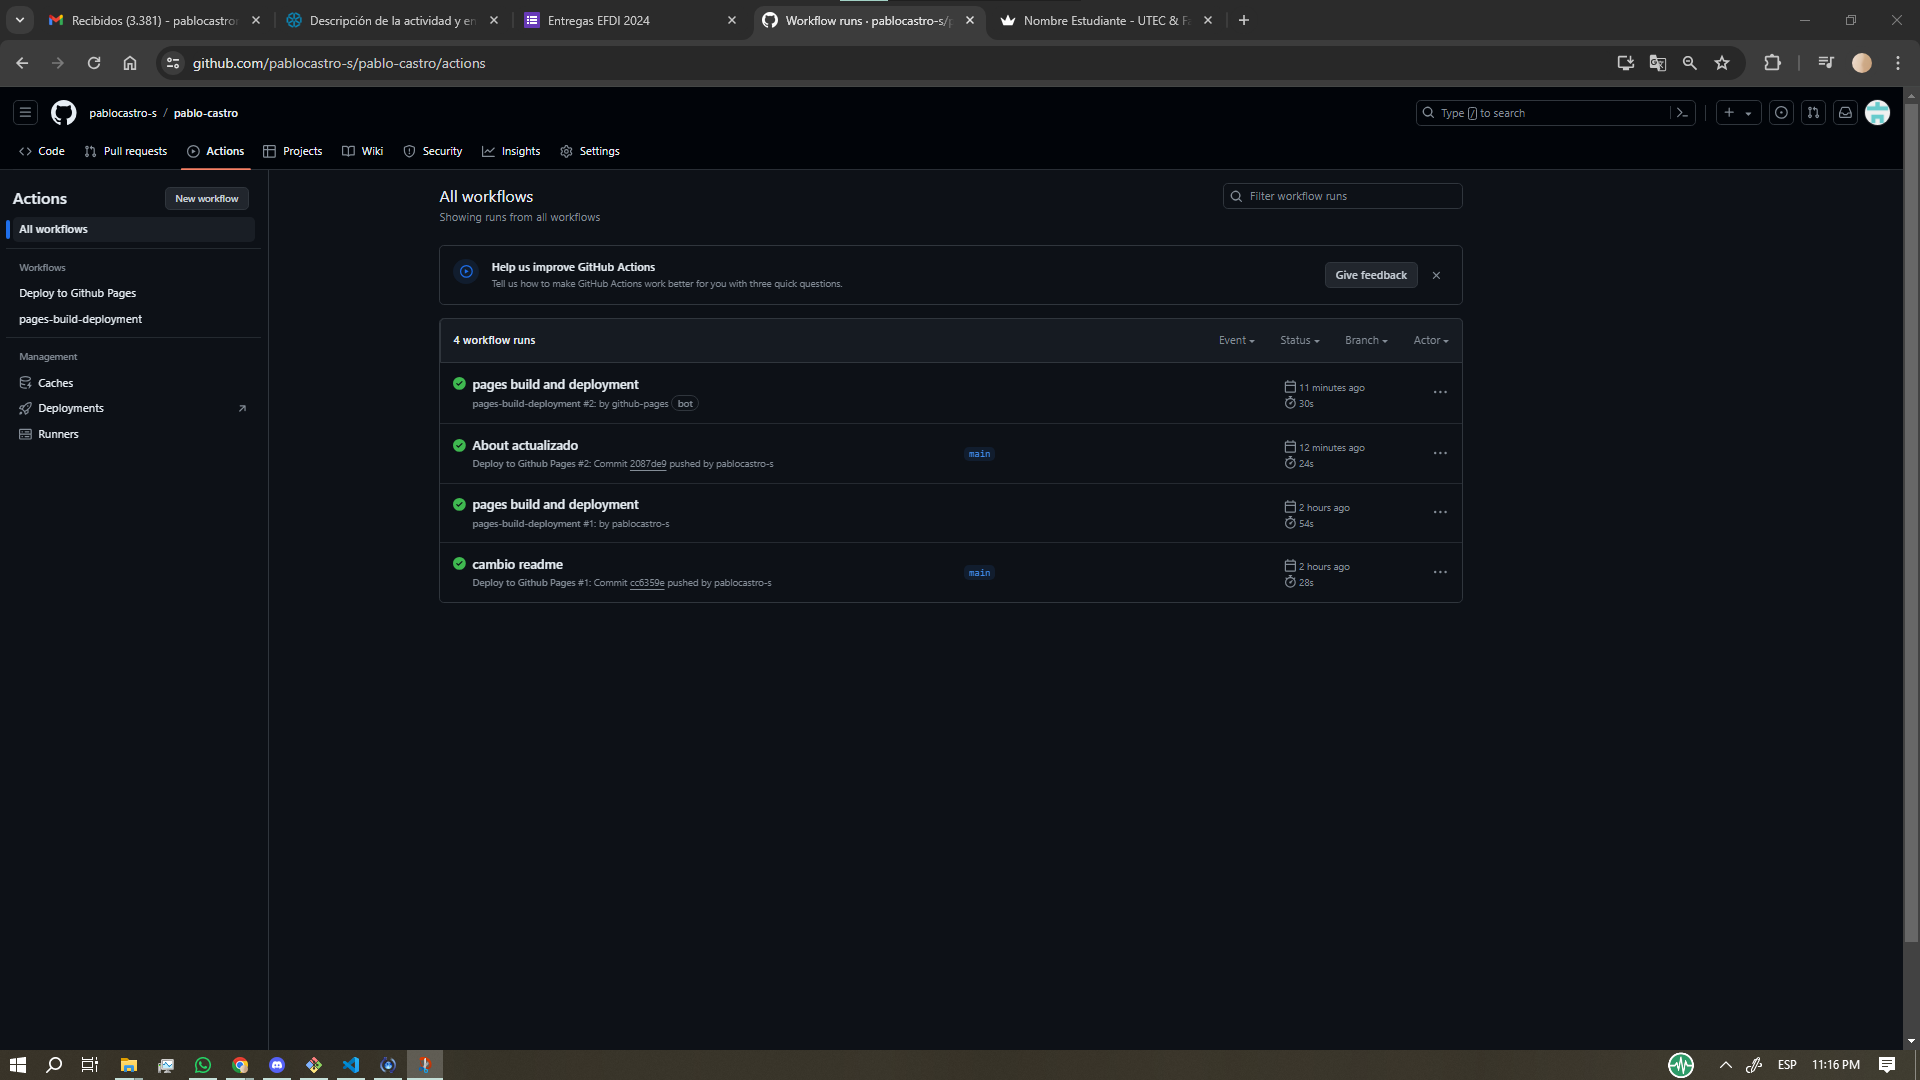 Recibidos (3.381) - pablocastror
Descripción de la actividad y en
Entregas EFDI 2024
Workflow runs · pablocastro-s/p
Nombre Estudiante - UTEC & F
github.com/pablocastro-s/pablo-castro/actions
pablocastro-s / pablo-castro
Type / to search
Code
Pull requests
Actions
Projects
Wiki
Security
Insights
Settings
Actions
New workflow
All workflows
Workflows
Deploy to Github Pages
pages-build-deployment
Management
Caches
Deployments
Runners
All workflows
Showing runs from all workflows
Filter workflow runs
Help us improve GitHub Actions
Tell us how to make GitHub Actions work better for you with three quick questions.
Give feedback
4 workflow runs
Event
Status
Branch
Actor
pages build and deployment
pages-build-deployment #2: by github-pages bot
11 minutes ago
30s
About actualizado
Deploy to Github Pages #2: Commit 2087de9 pushed by pablocastro-s
main
12 minutes ago
24s
pages build and deployment
pages-build-deployment #1: by pablocastro-s
2 hours ago
54s
cambio readme
Deploy to Github Pages #1: Commit cc6359e pushed by pablocastro-s
main
2 hours ago
28s
ESP
11:16 PM